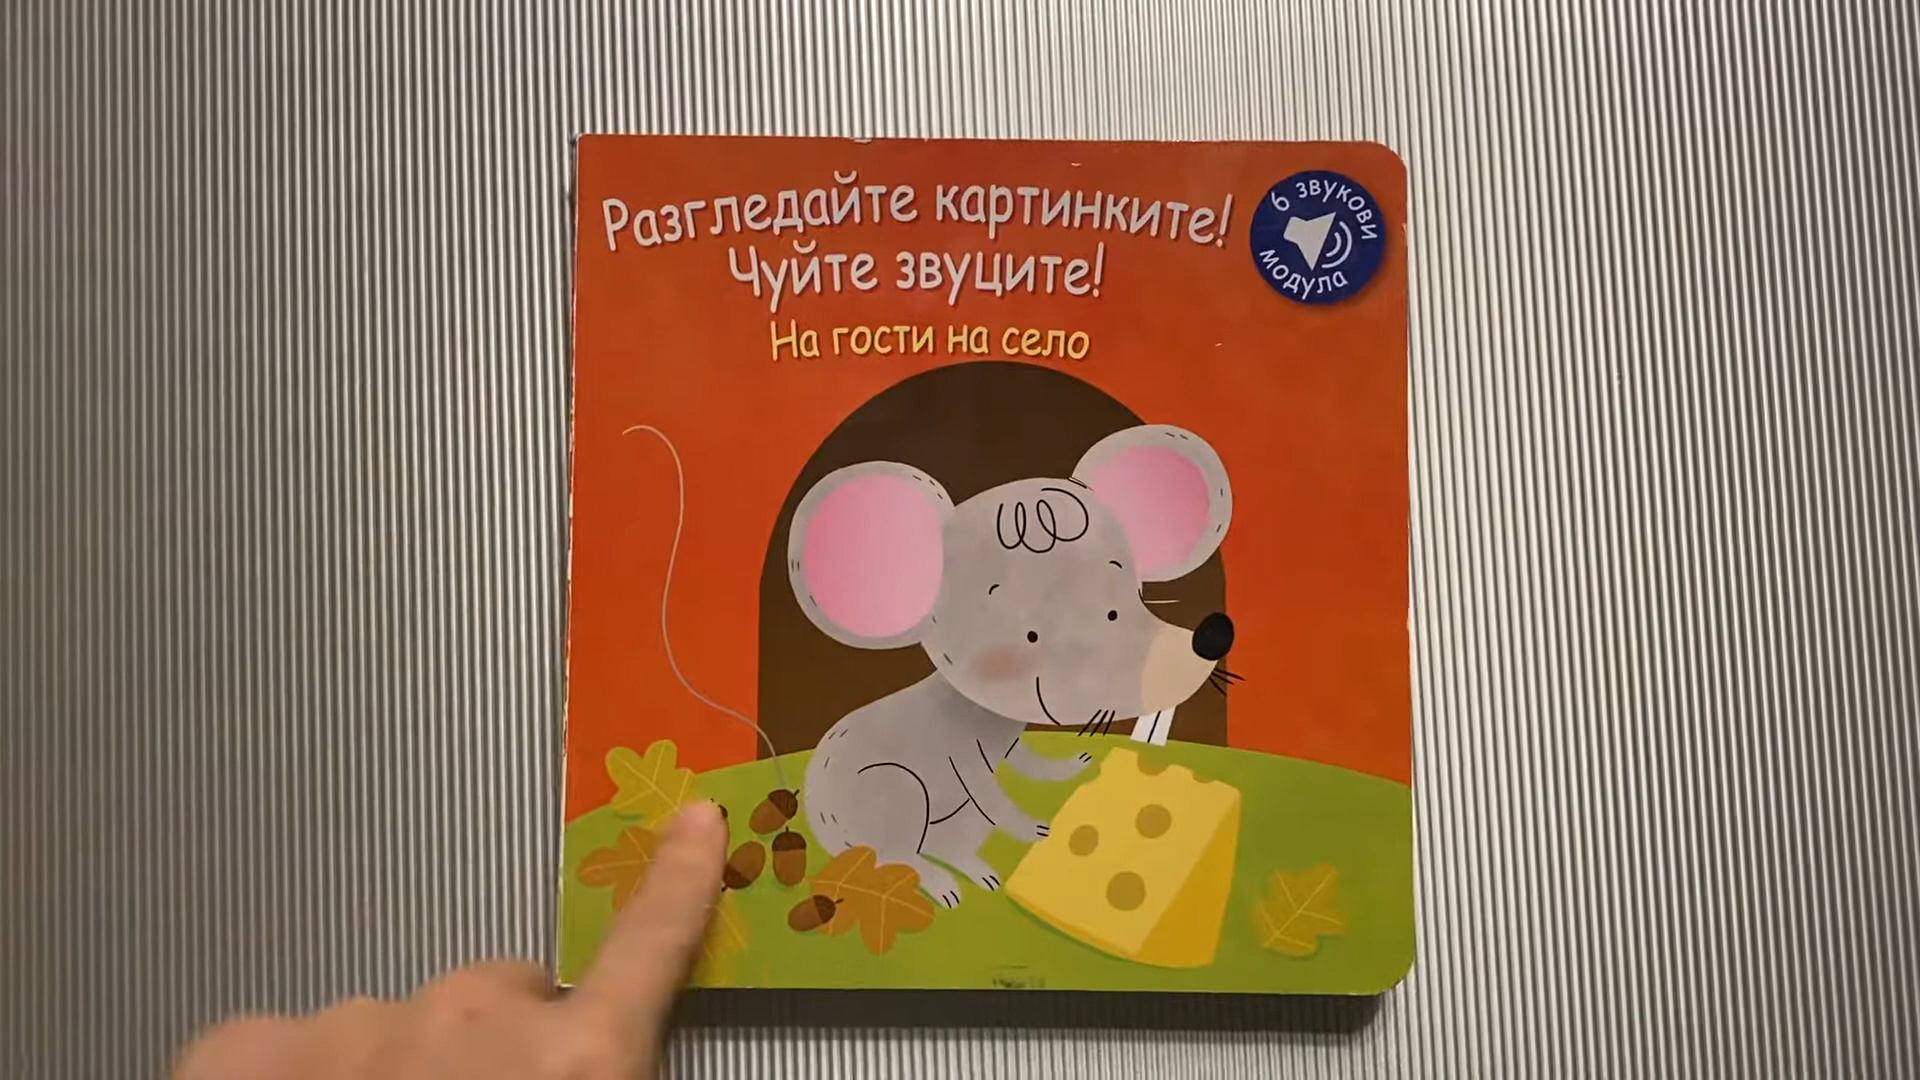 Разгледайте картинките!
Чуйте звуците!
На гости на село
6 звукови
модула